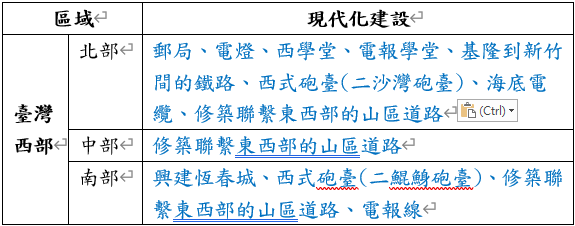 區域 現代化建設
臺灣西部
北部 郵局、電燈、西學堂、電報學堂、基隆到新竹
間的鐵路、西式砲臺(二沙灣砲臺)、海底電
纜、修築聯繫東西部的山區道路 (Ctrl)
中部 修築聯繫東西部的山區道路
南部 興建恆春城、西式砲臺(二鯤鯓砲臺)、修築聯
繫東西部的山區道路、電報線